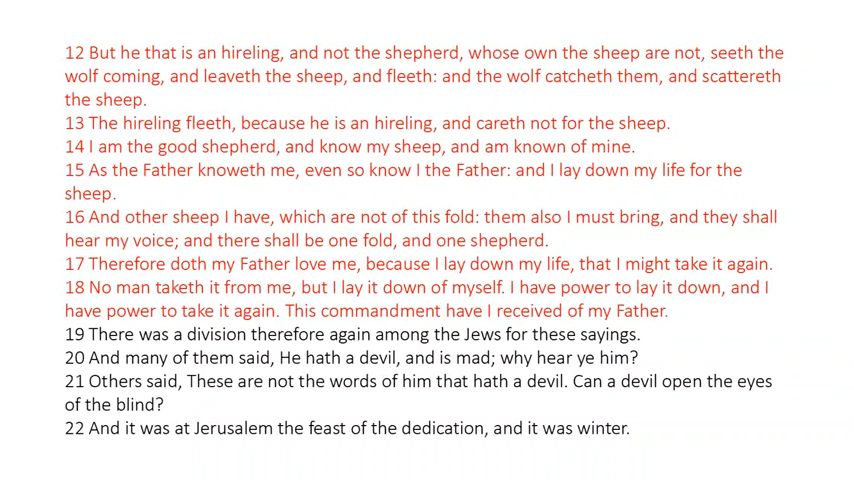 12 But he that is an hireling, and not the shepherd, whose own the sheep are not, seeth the
wolf coming, and leaveth the sheep, and fleeth: and the wolf catcheth them, and scattereth
the sheep.
13 The hireling fleeth, because he is an hireling, and careth not for the sheep.
14 I am the good shepherd, and know my sheep, and am known of mine.
15 As the Father knoweth me, even so know I the Father: and I lay down my life for the
sheep.
16 And other sheep I have, which are not of this fold: them also I must bring, and they shall
hear my voice; and there shall be one fold, and one shepherd.
17 Therefore doth my Father love me, because I lay down my life, that I might take it again.
18 No man taketh it from me, but I lay it down of myself. I have power to lay it down, and I
have power to take it again. This commandment have I received of my Father.
19 There was a division therefore again among the Jews for these sayings.
20 And many of them said, He hath a devil, and is mad; why hear ye him?
21 Others said, These are not the words of him that hath a devil. Can a devil open the eyes
of the blind?
22 And it was at Jerusalem the feast of the dedication, and it was winter.